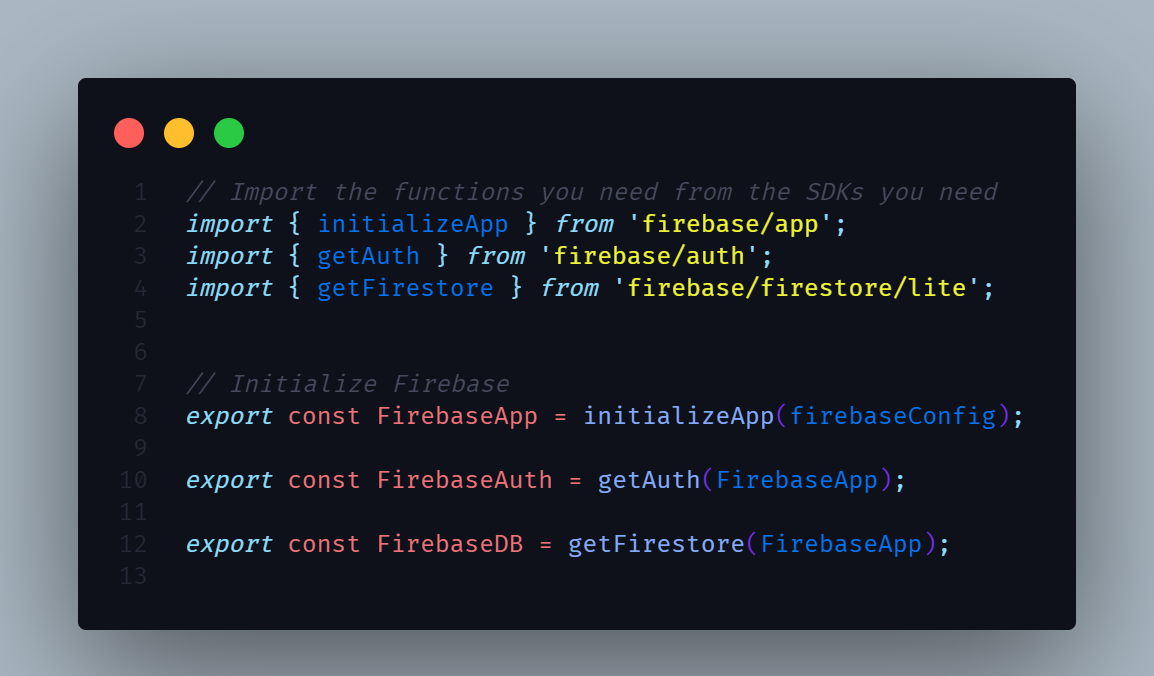 1 // Import the functions you need from the SDKs you need
2 import { initializeApp } from 'firebase/app';
3 import { getAuth } from 'firebase/auth';
4 import { getFirestore } from 'firebase/firestore/lite';
5
6
7 // Initialize Firebase
8 export const FirebaseApp = initializeApp(firebaseConfig);
9
10 export const FirebaseAuth = getAuth(FirebaseApp);
11
12 export const FirebaseDB = getFirestore(FirebaseApp);
13